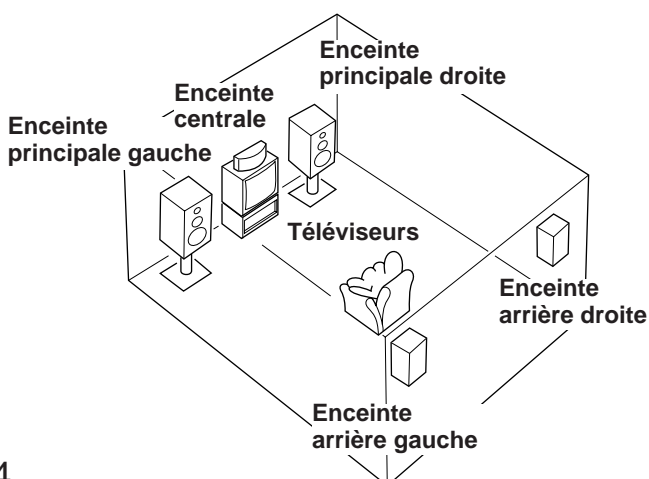 Enceinte
principale droite
Enceinte
centrale
Enceinte
principale gauche
Téléviseurs
Enceinte
arrière droite
Enceinte
arrière gauche